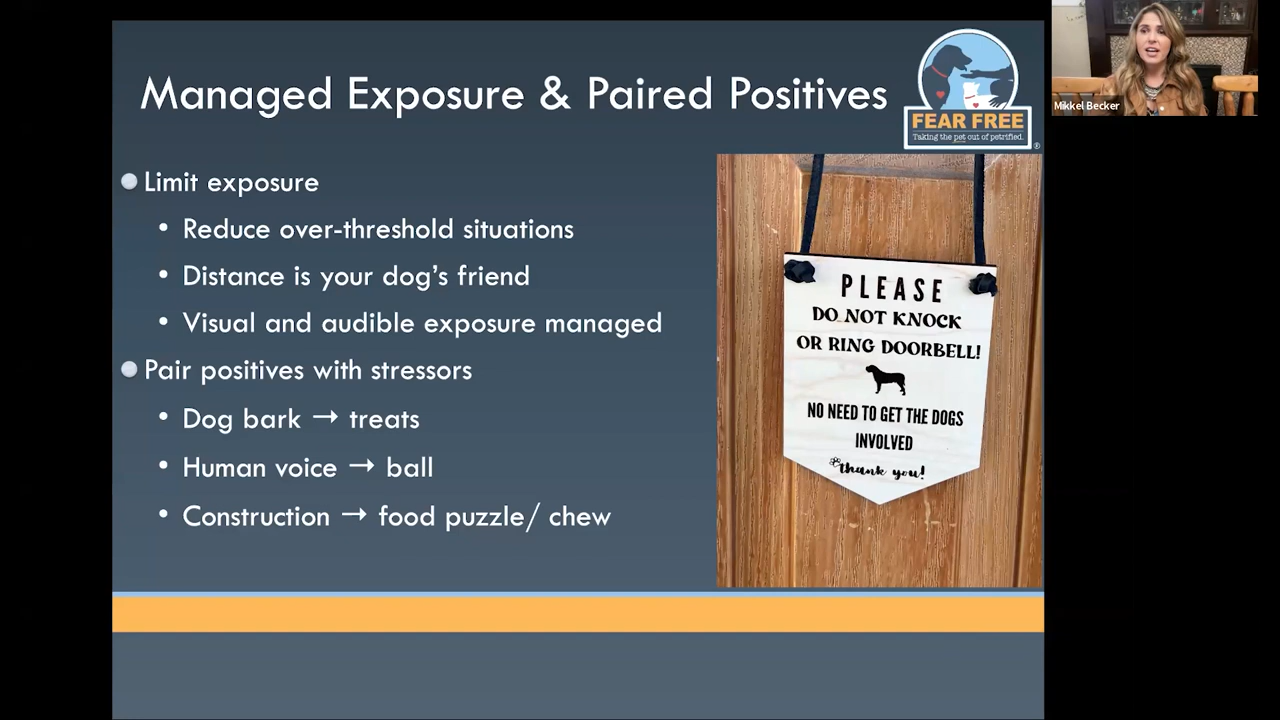 Managed Exposure & Paired Positives
FEAR FREE
Taking the pet out of petrified.
®
Mikkel Becker
Limit exposure
• Reduce over-threshold situations
• Distance is your dog's friend
• Visual and audible exposure managed
Pair positives with stressors
• Dog bark → treats
• Human voice → ball
• Construction → food puzzle/ chew
PLEASE
DO NOT KNOCK
OR RING DOORBELL!
NO NEED TO GET THE DOGS
INVOLVED
thank you!